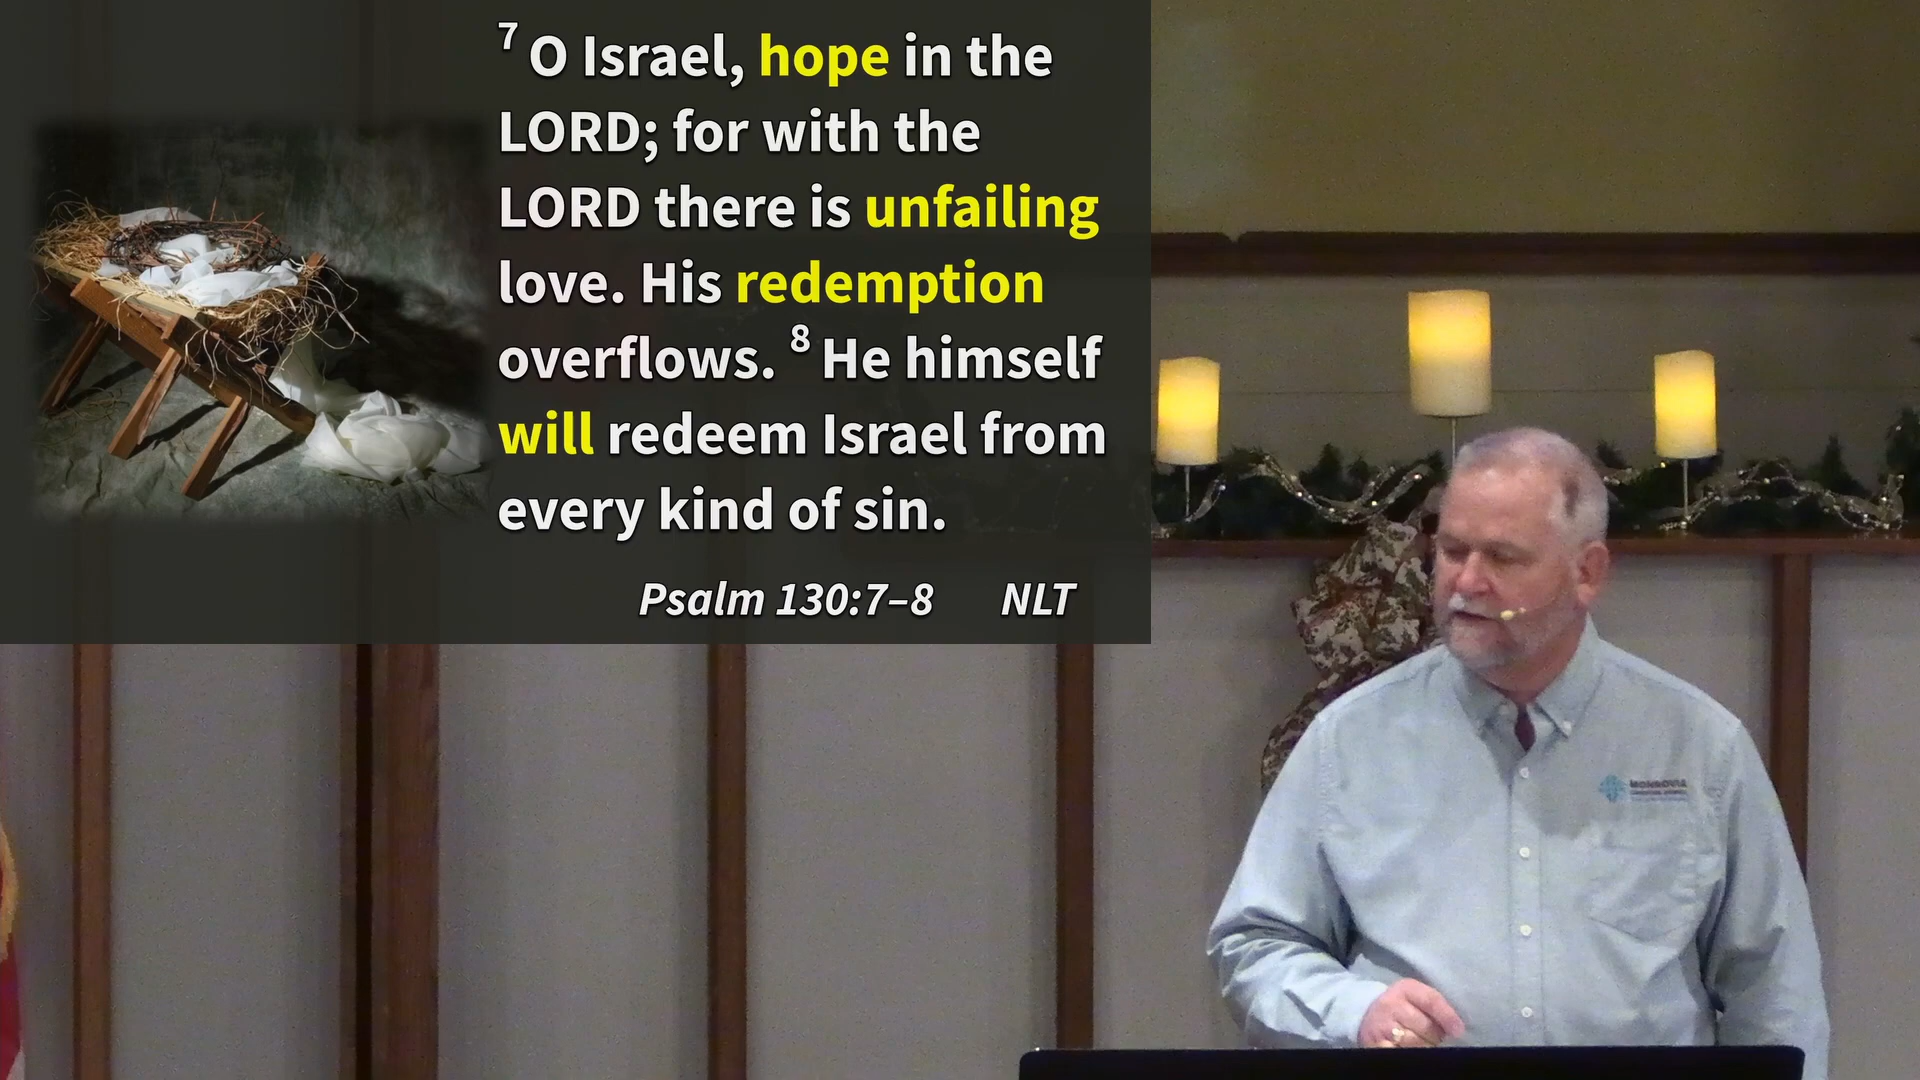 ⁷ O Israel, hope in the
LORD; for with the
LORD there is unfailing
love. His redemption
overflows. ⁸ He himself
will redeem Israel from
every kind of sin.
Psalm 130:7–8 NLT
MONROVIA